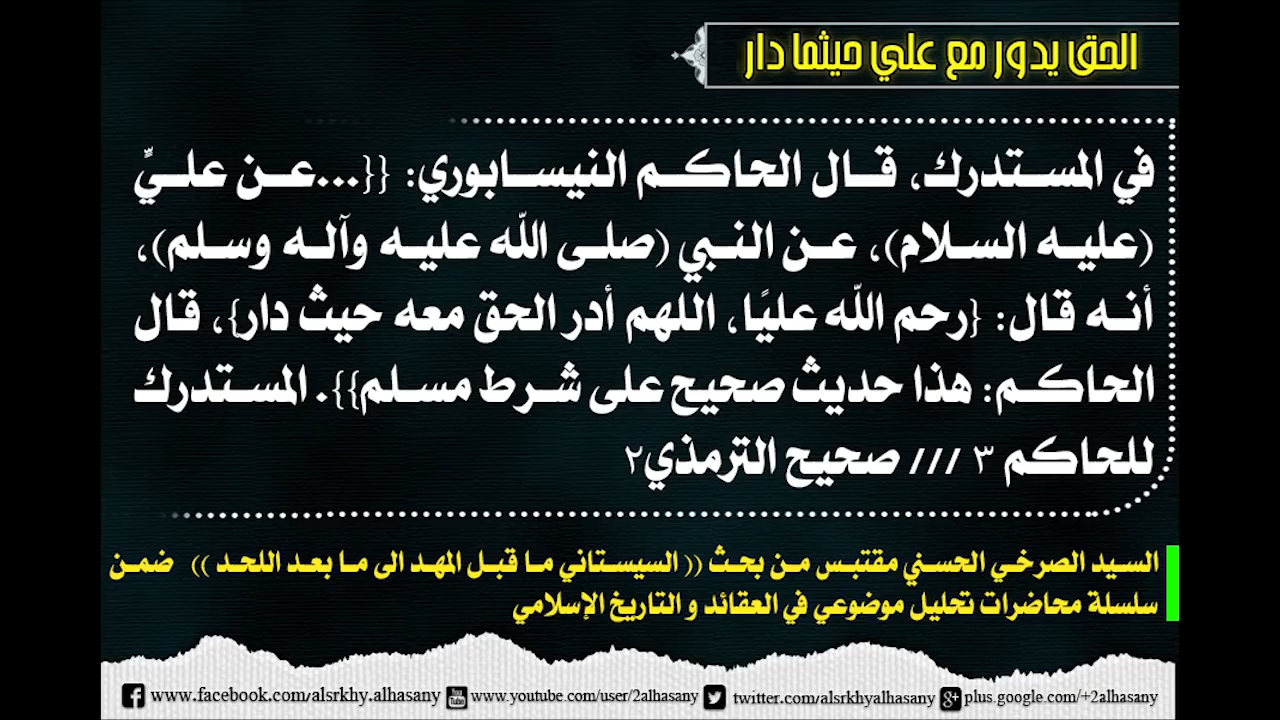 الحق يدور مع علي حيثما دار
في المستدرك، قال الحاكم النيسابوري: {{...عن عليٍّ
(عليه السلام)، عن النبي (صلى الله عليه وآله وسلم)،
أنه قال: {رحم الله عليًا، اللهم أدر الحق معه حيث دار}، قال
الحاكم: هذا حديث صحيح على شرط مسلم}}. المستدرك
للحاكم ٣ /// صحيح الترمذي٢
السيد الصرخي الحسني مقتبس من بحث (( السيستاني ما قبل المهد الى ما بعد اللحد )) ضمن
سلسلة محاضرات تحليل موضوعي في العقائد و التاريخ الإسلامي
www.facebook.com/alsrkhy.alhasany www.youtube.com/user/2alhasany twitter.com/alsrkhyalhasany plus.google.com/+2alhasany